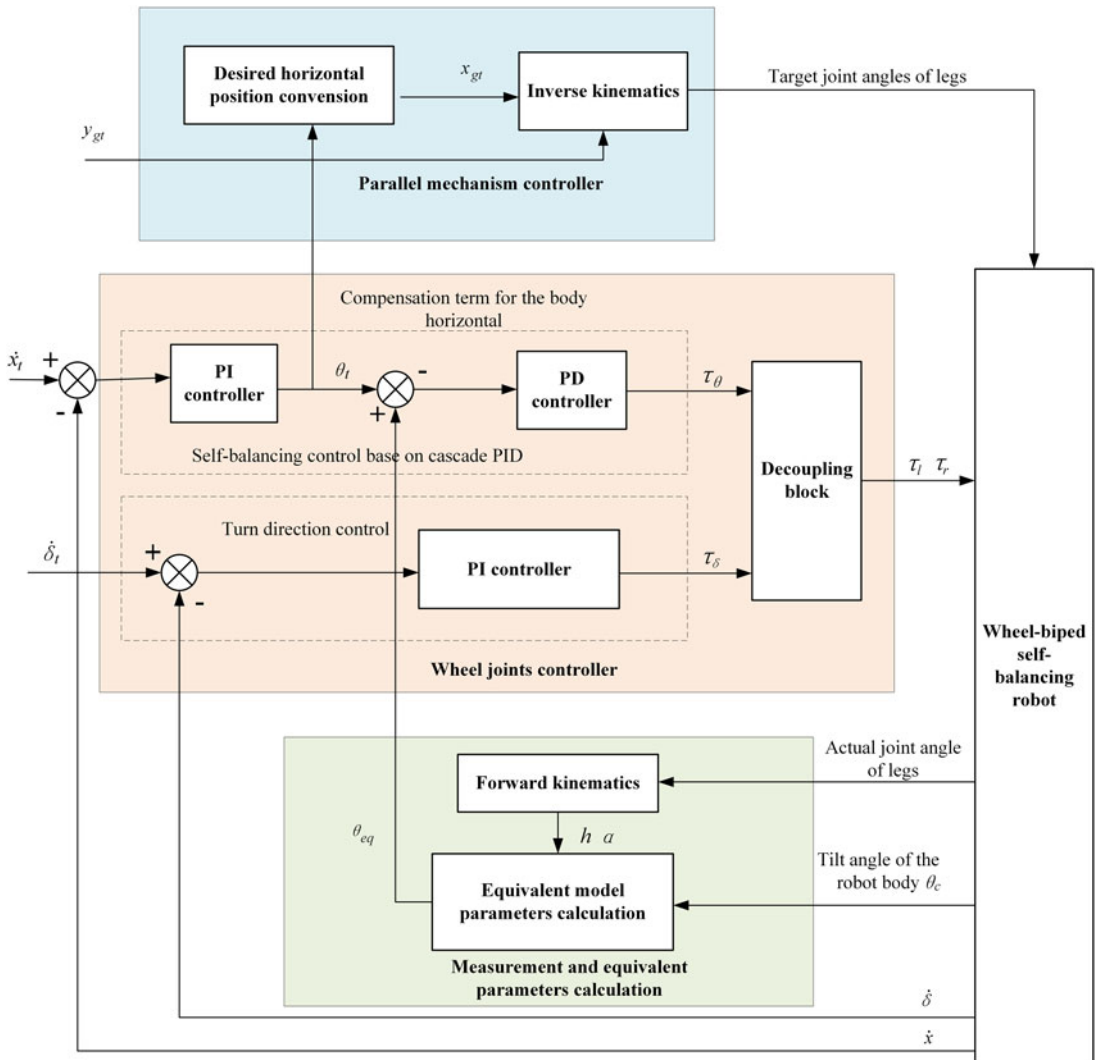 Desired horizontal
position convension
x_gt
Inverse kinematics
Target joint angles of legs
y_gt
Parallel mechanism controller
Compensation term for the body
horizontal
ẋ_t
+
-
PI
controller
θ_t
-
+
PD
controller
τ_θ
Self-balancing control base on cascade PID
Decoupling
block
τ_l τ_r
Turn direction control
δ̇_t
+
-
PI controller
τ_δ
Wheel joints controller
Wheel-biped
self-
balancing
robot
Actual joint angle
of legs
Forward kinematics
h α
θ_eq
Tilt angle of the
robot body θ_c
Equivalent model
parameters calculation
Measurement and equivalent
parameters calculation
δ̇
ẋ